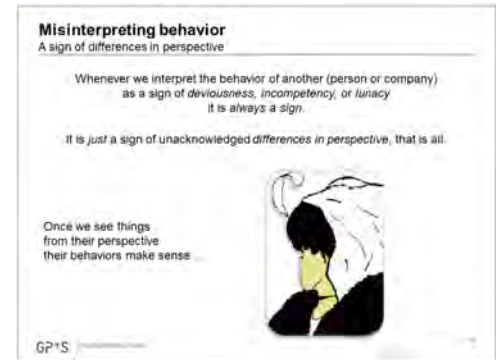 Misinterpreting behavior
A sign of differences in perspective
Whenever we interpret the behavior of another (person or company)
as a sign of deviousness, incompetency, or lunacy
it is always a sign.
It is just a sign of unacknowledged differences in perspective, that is all.
Once we see things
from their perspective
their behaviors make sense